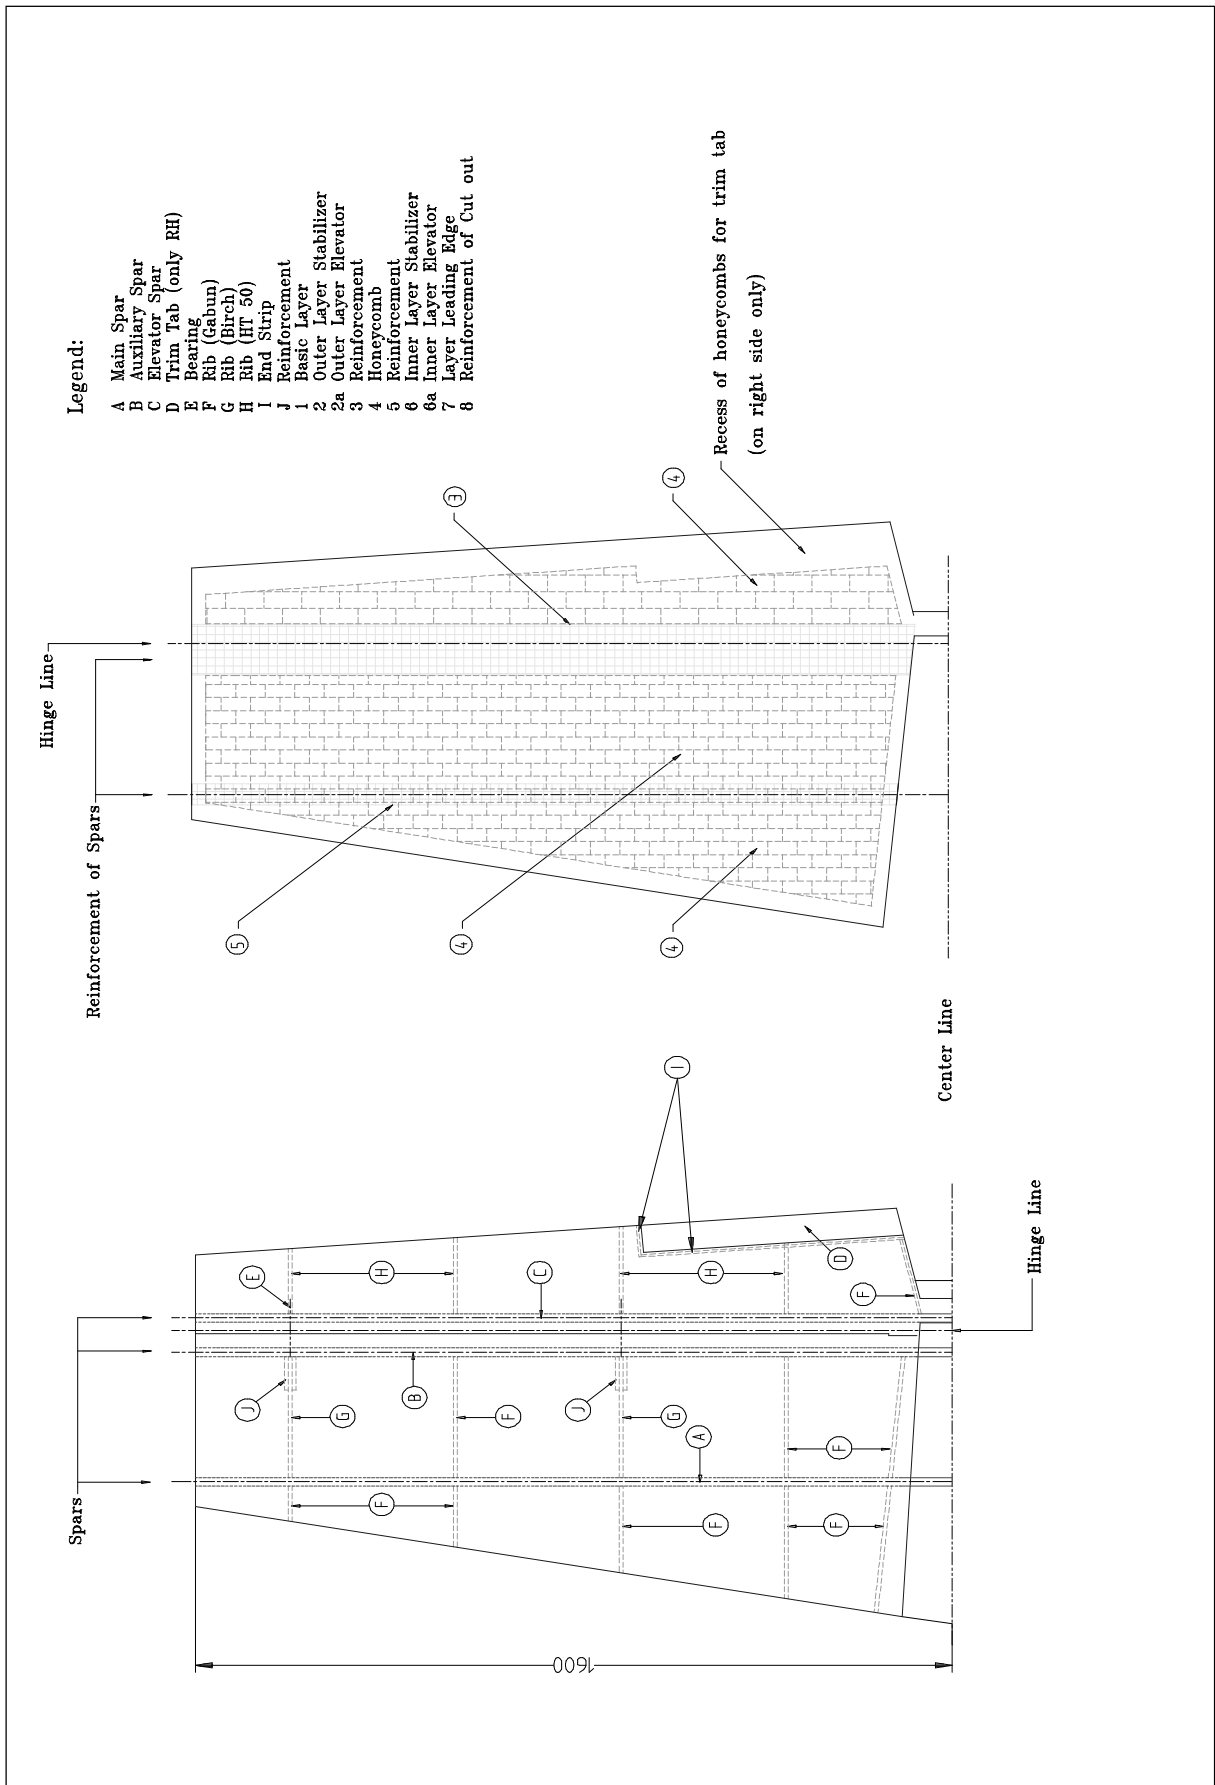 Legend:
A Main Spar
B Auxiliary Spar
C Elevator Spar
D Trim Tab (only RH)
E Bearing
F Rib (Gabun)
G Rib (Birch)
H Rib (HT 50)
I End Strip
J Reinforcement
1 Basic Layer
2 Outer Layer Stabilizer
2a Outer Layer Elevator
3 Reinforcement
4 Honeycomb
5 Reinforcement
6 Inner Layer Stabilizer
6a Inner Layer Elevator
7 Layer Leading Edge
8 Reinforcement of Cut out
Hinge Line
Reinforcement of Spars
3
4
5
4
4
Recess of honeycombs for trim tab
(on right side only)
Center Line
Spars
E
H
C
H
I
D
F
J
G
B
F
J
G
A
F
F
F
F
1600
Hinge Line